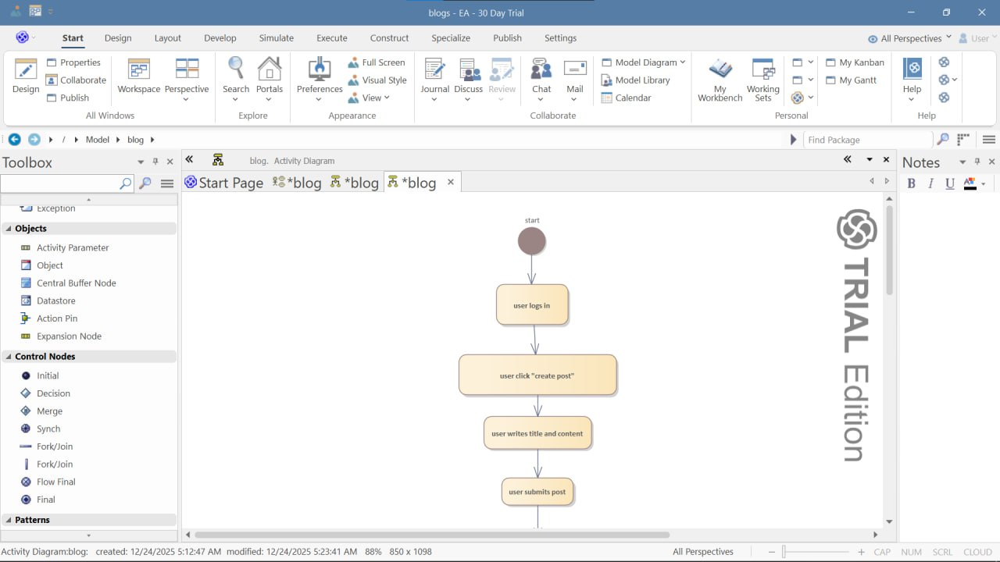 blogs - EA - 30 Day Trial
Start Design Layout Develop Simulate Execute Construct Specialize Publish Settings All Perspectives User
Design
Properties
Collaborate
Publish
All Windows
Workspace Perspective
Search Portals
Explore
Preferences
Full Screen
Visual Style
View
Appearance
Journal Discuss Review
Chat Mail
Model Diagram
Model Library
Calendar
Collaborate
My Workbench
Working Sets
My Kanban
My Gantt
Personal
Help
Help
/ Model blog
Find Package
Toolbox
blog. Activity Diagram
Notes
Start Page *blog *blog *blog
B I U A
Exception
Objects
Activity Parameter
Object
Central Buffer Node
Datastore
Action Pin
Expansion Node
Control Nodes
Initial
Decision
Merge
Synch
Fork/Join
Fork/Join
Flow Final
Final
Patterns
start
user logs in
user click "create post"
user writes title and content
user submits post
TRIAL Edition
Activity Diagram:blog: created: 12/24/2025 5:12:47 AM modified: 12/24/2025 5:23:41 AM 88% 850 x 1098
All Perspectives
CAP NUM SCRL CLOUD